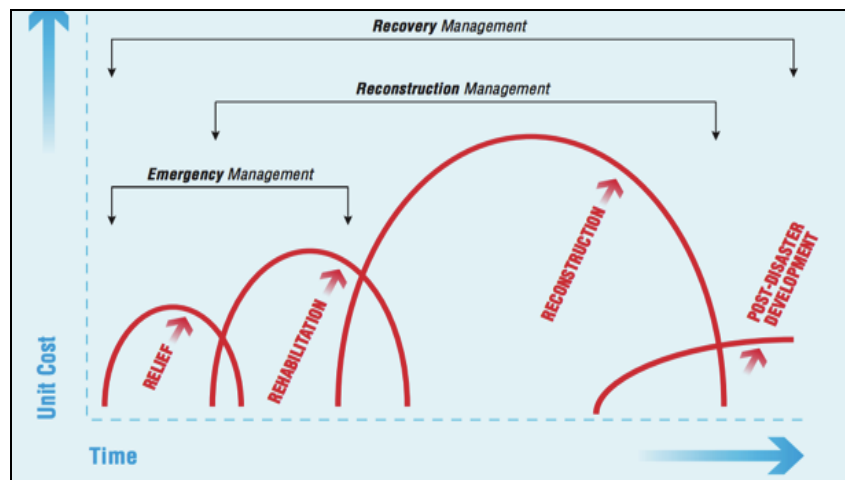 Recovery Management
Reconstruction Management
Emergency Management
RELIEF
REHABILITATION
RECONSTRUCTION
POST-DISASTER
DEVELOPMENT
Unit Cost
Time